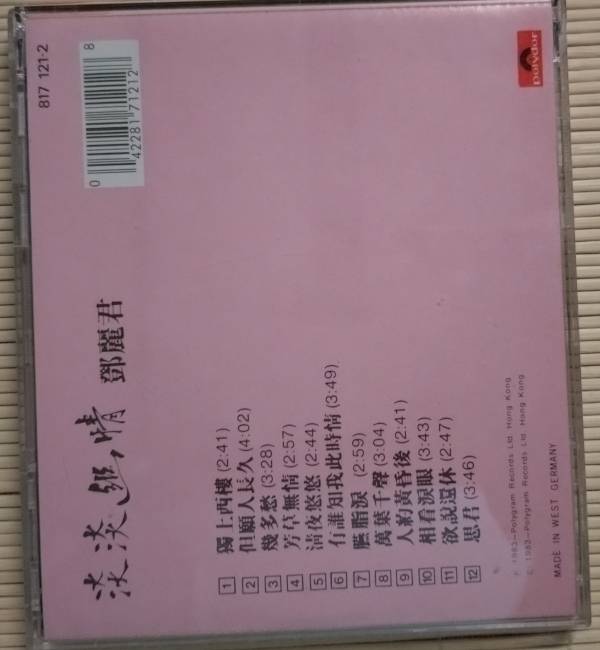 817 121-2
0 42281 71212 8
polydor
淡淡幽情 鄧麗君
1 獨上西樓 (2:41)
2 但願人長久 (4:02)
3 幾多愁 (3:28)
4 芳草無情 (2:57)
5 清夜悠悠 (2:44)
6 有誰知我此時情 (3:49)
7 臙脂淚 (2:59)
8 萬葉千聲 (3:04)
9 人約黃昏後 (2:41)
10 相看淚眼 (3:43)
11 欲說還休 (2:47)
12 思君 (3:46)
P. 1983—Polygram Records Ltd. Hong Kong
C. 1983—Polygram Records Ltd. Hong Kong
MADE IN WEST GERMANY